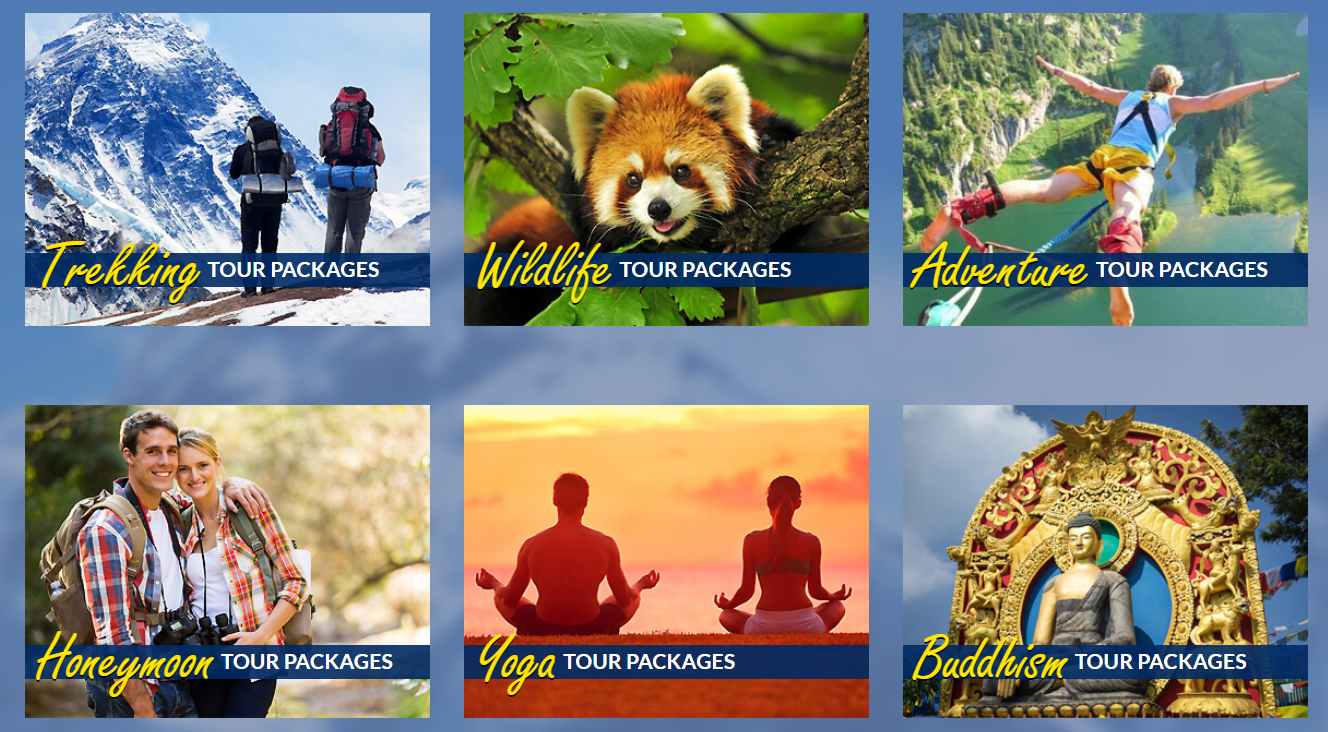 Trekking TOUR PACKAGES
Wildlife TOUR PACKAGES
Adventure TOUR PACKAGES
Honeymoon TOUR PACKAGES
Yoga TOUR PACKAGES
Buddhism TOUR PACKAGES